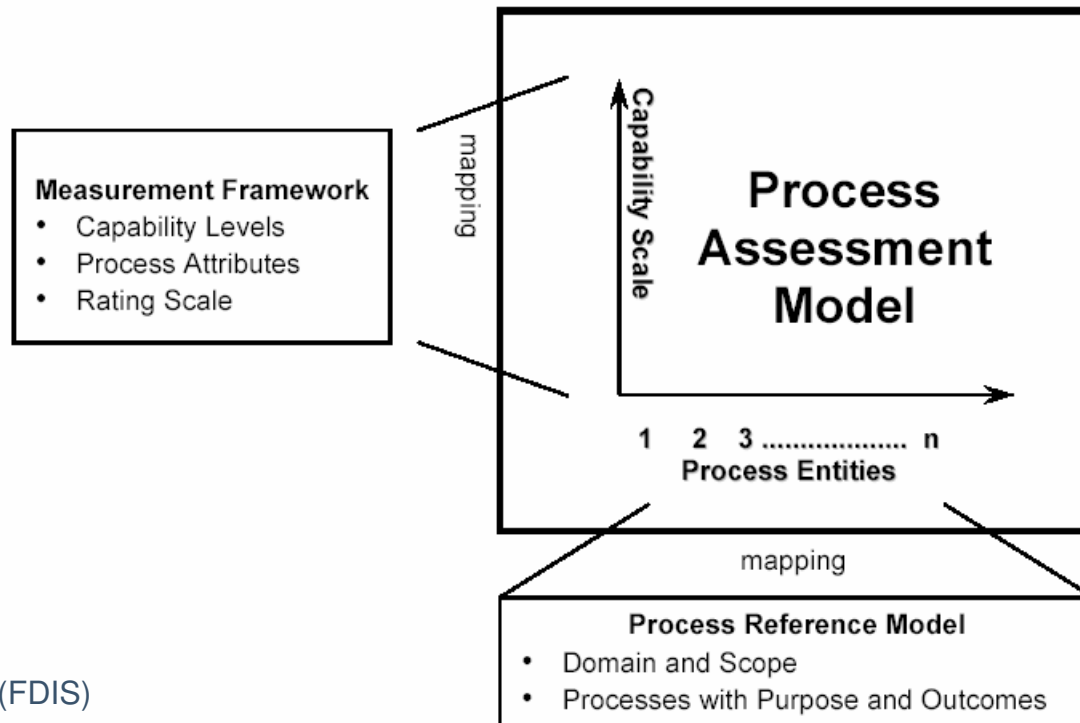 Measurement Framework
• Capability Levels
• Process Attributes
• Rating Scale
mapping
Capability Scale
Process
Assessment
Model
1 2 3 ................... n
Process Entities
mapping
Process Reference Model
• Domain and Scope
• Processes with Purpose and Outcomes
(FDIS)